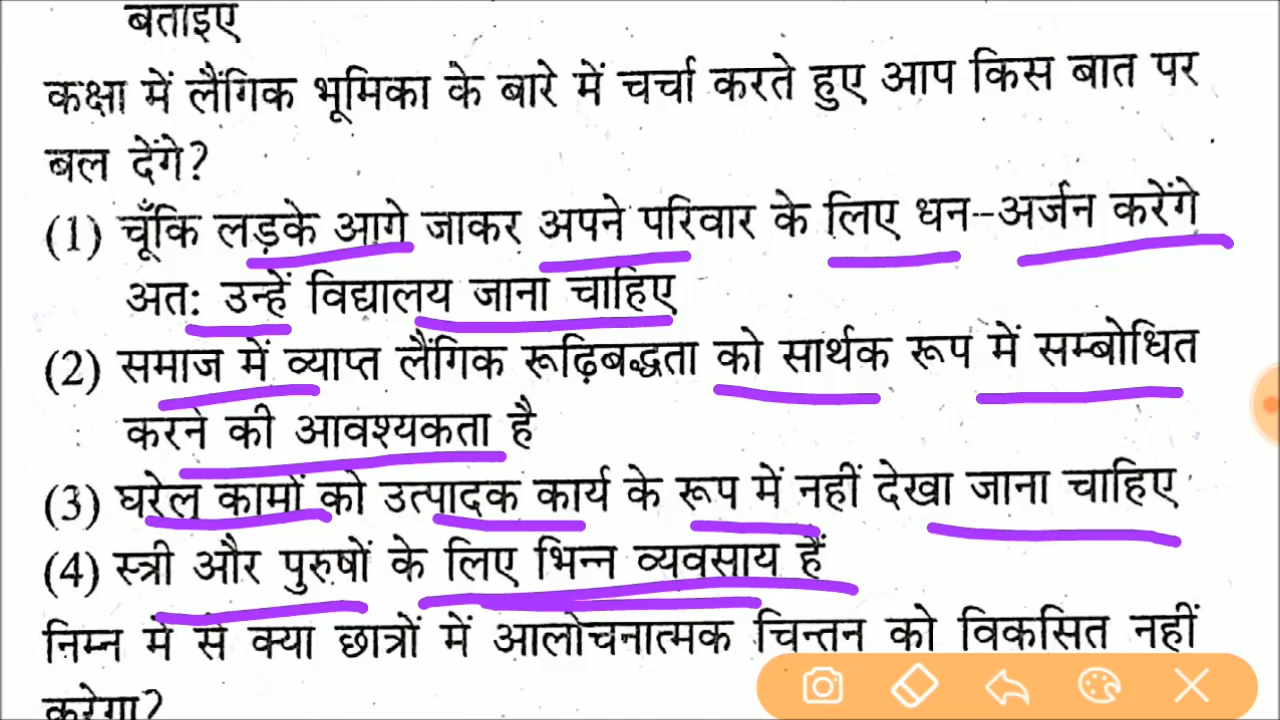 बताइए
कक्षा में लैंगिक भूमिका के बारे में चर्चा करते हुए आप किस बात पर
बल देंगे?
(1) चूँकि लड़के आगे जाकर अपने परिवार के लिए धन--अर्जन करेंगे
अत: उन्हें विद्यालय जाना चाहिए
(2) समाज में व्याप्त लैंगिक रूढ़िबद्धता को सार्थक रूप में सम्बोधित
करने की आवश्यकता है
(3) घरेलू कामों को उत्पादक कार्य के रूप में नहीं देखा जाना चाहिए
(4) स्त्री और पुरुषों के लिए भिन्न व्यवसाय हैं
निम्न में से क्या छात्रों में आलोचनात्मक चिन्तन को विकसित नहीं
करेगा?